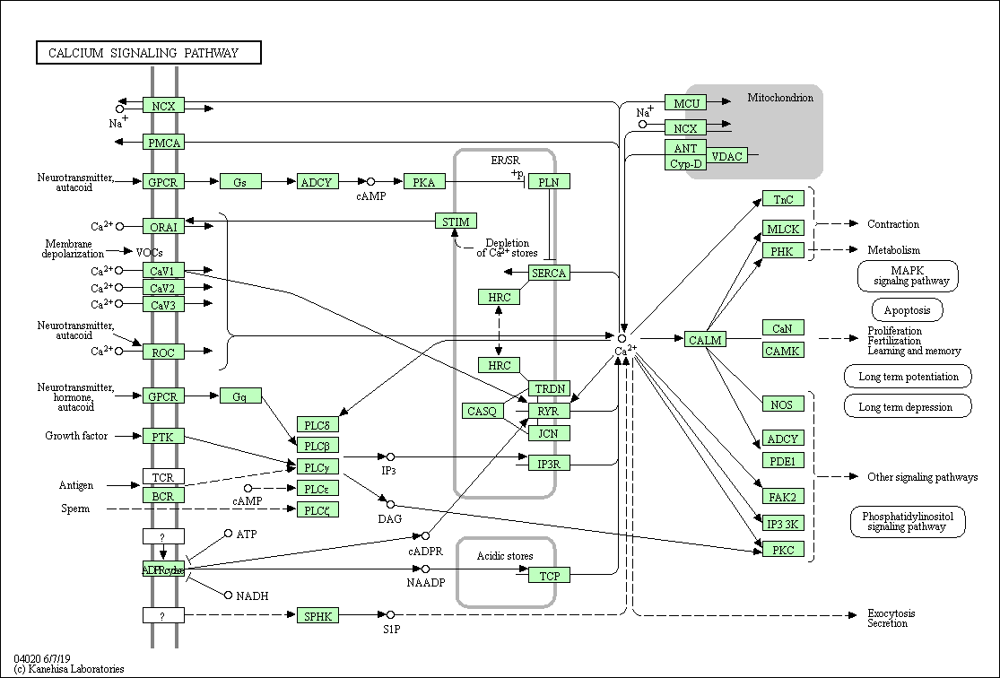 CALCIUM SIGNALING PATHWAY
NCX
Na+
PMCA
Neurotransmitter,
autacoid
GPCR
Gs
ADCY
cAMP
PKA
ER/SR
+p
PLN
Ca2+
ORAI
STIM
Membrane
depolarization
VOCs
Depletion
of Ca2+ stores
Ca2+
CaV1
Ca2+
CaV2
Ca2+
CaV3
SERCA
HRC
Neurotransmitter,
autacoid
Ca2+
ROC
HRC
Neurotransmitter,
hormone,
autacoid
GPCR
Gq
TRDN
CASQ
RYR
JCN
Growth factor
PTK
PLCδ
PLCβ
PLCγ
PLCε
PLCζ
IP3
IP3R
Antigen
TCR
BCR
cAMP
Sperm
DAG
?
ATP
cADPR
NAADP
NADH
Acidic stores
TCP
?
SPHK
S1P
MCU
Mitochondrion
Na+
NCX
ANT
Cyp-D
VDAC
Ca2+
CALM
TnC
MLCK
PHK
Contraction
Metabolism
MAPK
signaling pathway
Apoptosis
CaN
CAMK
Proliferation
Fertilization
Learning and memory
Long term potentiation
Long term depression
NOS
ADCY
PDE1
FAK2
IP3 3K
PKC
Other signaling pathways
Phosphatidylinositol
signaling pathway
Exocytosis
Secretion
04020 6/7/19
(c) Kanehisa Laboratories